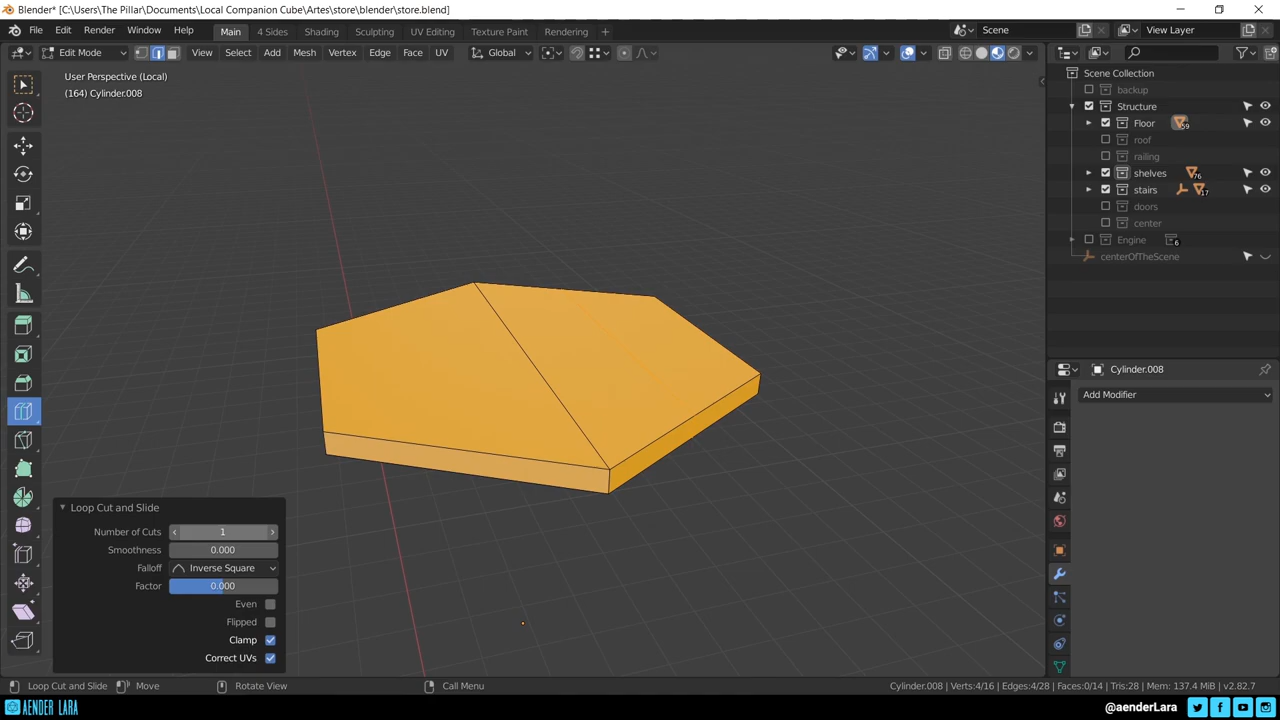 Blender* [C:\Users\The Pillar\Documents\Local Companion Cube\Artes\store\blender\store.blend]
File Edit Render Window Help Main 4 Sides Shading Sculpting UV Editing Texture Paint Rendering Scene View Layer
Edit Mode View Select Add Mesh Vertex Edge Face UV Global
User Perspective (Local)
(164) Cylinder.008
Scene Collection
backup
Structure
Floor 59
roof
railing
shelves 76
stairs 17
doors
center
Engine 6
centerOfTheScene
Cylinder.008
Add Modifier
Loop Cut and Slide
Number of Cuts 1
Smoothness 0.000
Falloff Inverse Square
Factor 0.000
Even
Flipped
Clamp
Correct UVs
Loop Cut and Slide Move Rotate View Call Menu Cylinder.008 | Verts:4/16 | Edges:4/28 | Faces:0/14 | Tris:28 | Mem: 137.4 MiB | v2.82.7
AENDER LARA @aenderLara